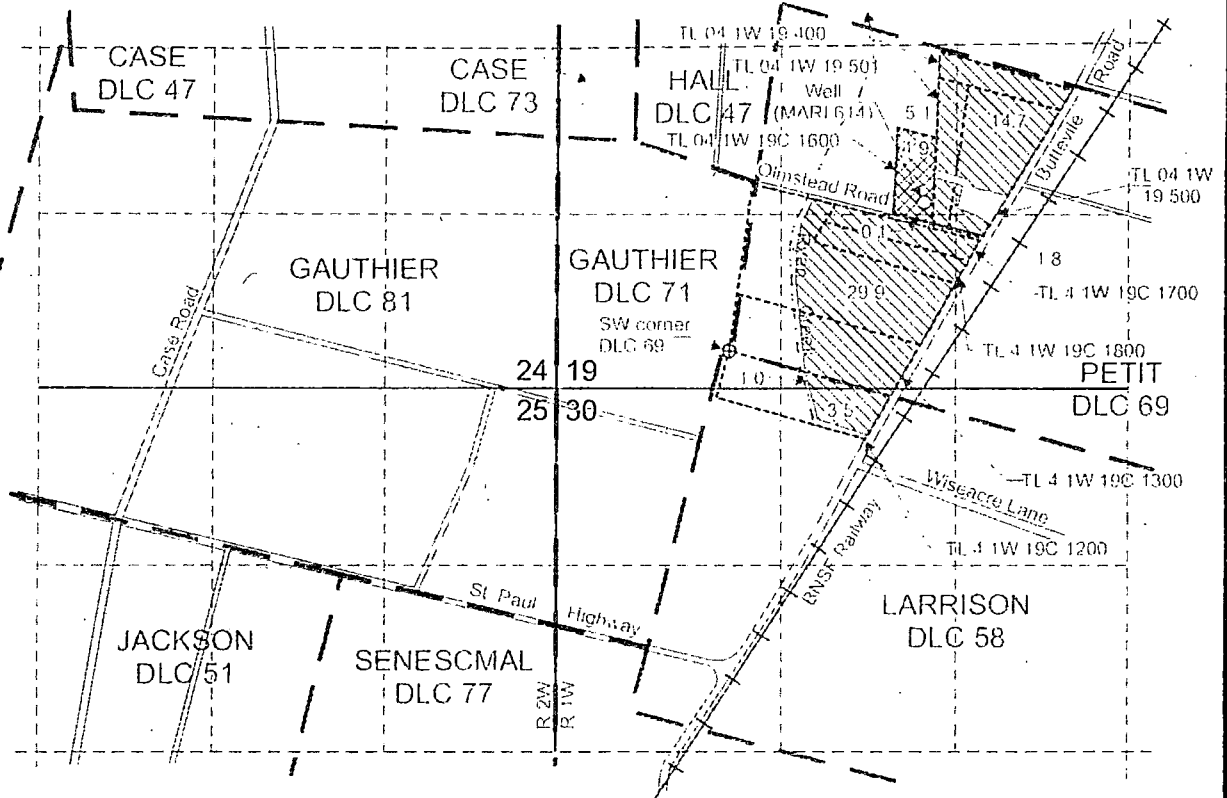 CASE
DLC 47
CASE
DLC 73
HALL
DLC 47
TL 04 1W 19 400
TL 04 1W 19 501
Well
(MARI 614)
TL 04 1W 19C 1600
5.1
4.9
14.7
Butteville
Road
Olmstead Road
TL 04 1W
19 500
0.1
1.8
29.9
TL 4 1W 19C 1700
TL 4 1W 19C 1800
GAUTHIER
DLC 81
GAUTHIER
DLC 71
SW corner
DLC 69
Case Road
24 19
25 30
1.0
3.5
PETIT
DLC 69
TL 4 1W 19C 1300
Wiseacre Lane
TL 4 1W 19C 1200
BNSF Railway
St. Paul Highway
LARRISON
DLC 58
JACKSON
DLC 51
SENESCMAL
DLC 77
R 2W
R 1W